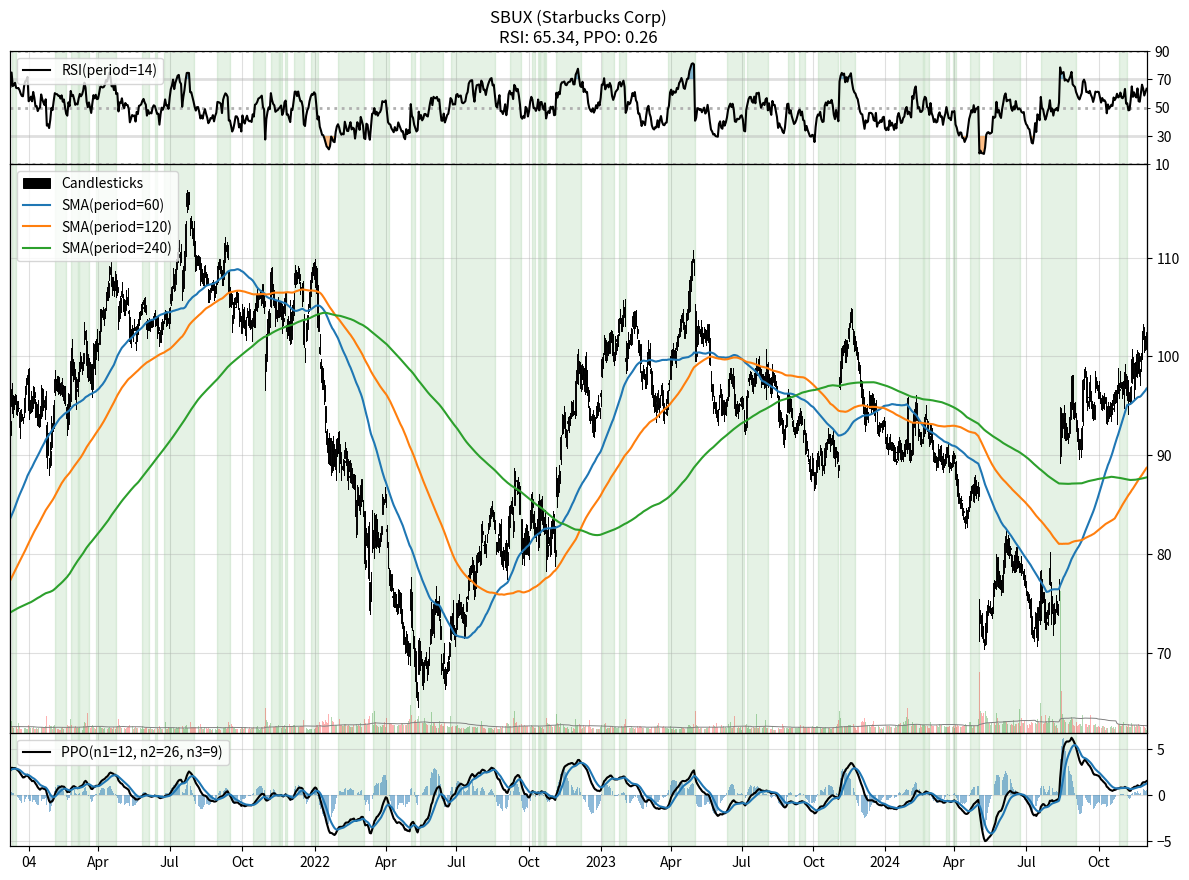 SBUX (Starbucks Corp)
RSI: 65.34, PPO: 0.26
RSI(period=14)
90
70
50
30
10
Candlesticks
SMA(period=60)
SMA(period=120)
SMA(period=240)
110
100
90
80
70
PPO(n1=12, n2=26, n3=9)
5
0
−5
04 Apr Jul Oct 2022 Apr Jul Oct 2023 Apr Jul Oct 2024 Apr Jul Oct